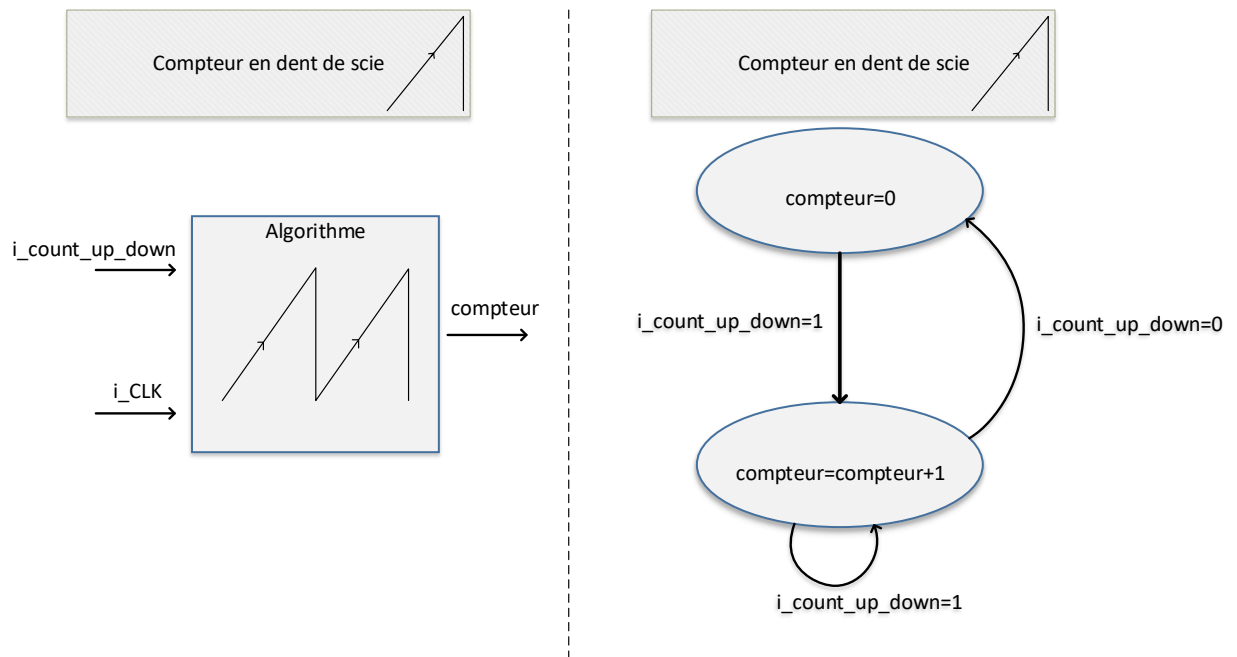 Compteur en dent de scie
i_count_up_down
Algorithme
compteur
i_CLK
Compteur en dent de scie
compteur=0
i_count_up_down=1
i_count_up_down=0
compteur=compteur+1
i_count_up_down=1